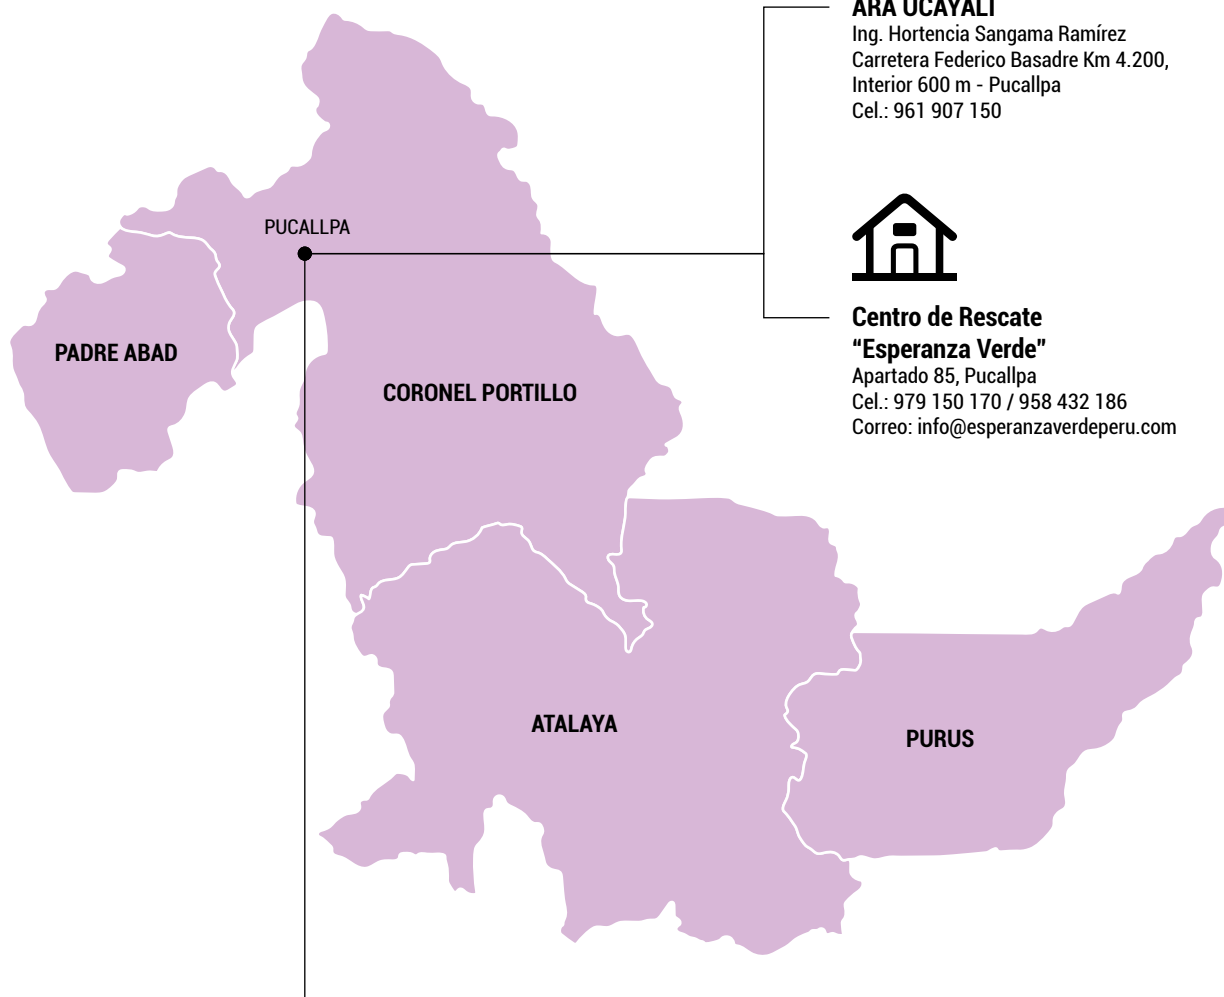 ARA UCAYALI
Ing. Hortencia Sangama Ramírez
Carretera Federico Basadre Km 4.200,
Interior 600 m - Pucallpa
Cel.: 961 907 150
PUCALLPA
Centro de Rescate
“Esperanza Verde”
Apartado 85, Pucallpa
Cel.: 979 150 170 / 958 432 186
Correo: info@esperanzaverdeperu.com
PADRE ABAD
CORONEL PORTILLO
ATALAYA
PURUS